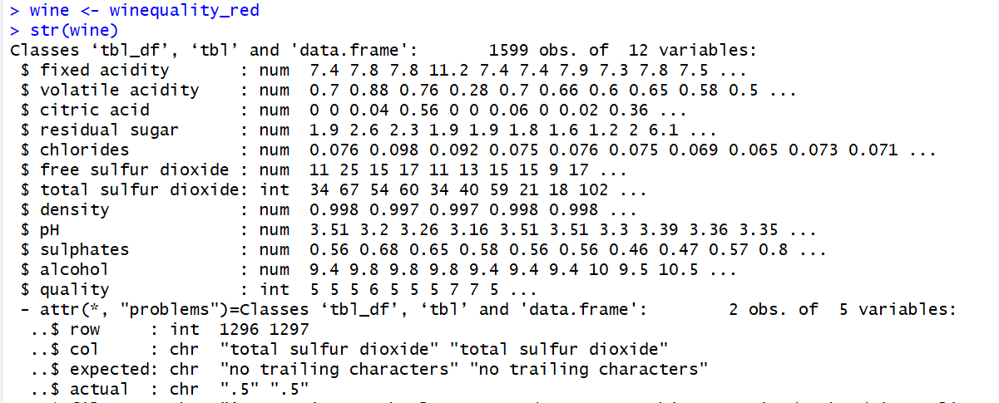 > wine <- winequality_red
> str(wine)
Classes ‘tbl_df’, ‘tbl’ and 'data.frame':       1599 obs. of  12 variables:
 $ fixed acidity       : num  7.4 7.8 7.8 11.2 7.4 7.4 7.9 7.3 7.8 7.5 ...
 $ volatile acidity    : num  0.7 0.88 0.76 0.28 0.7 0.66 0.6 0.65 0.58 0.5 ...
 $ citric acid         : num  0 0 0.04 0.56 0 0 0.06 0 0.02 0.36 ...
 $ residual sugar      : num  1.9 2.6 2.3 1.9 1.9 1.8 1.6 1.2 2 6.1 ...
 $ chlorides           : num  0.076 0.098 0.092 0.075 0.076 0.075 0.069 0.065 0.073 0.071 ...
 $ free sulfur dioxide : num  11 25 15 17 11 13 15 15 9 17 ...
 $ total sulfur dioxide: int  34 67 54 60 34 40 59 21 18 102 ...
 $ density             : num  0.998 0.997 0.997 0.998 0.998 ...
 $ pH                  : num  3.51 3.2 3.26 3.16 3.51 3.51 3.3 3.39 3.36 3.35 ...
 $ sulphates           : num  0.56 0.68 0.65 0.58 0.56 0.56 0.46 0.47 0.57 0.8 ...
 $ alcohol             : num  9.4 9.8 9.8 9.8 9.4 9.4 9.4 10 9.5 10.5 ...
 $ quality             : int  5 5 5 6 5 5 5 7 7 5 ...
 - attr(*, "problems")=Classes ‘tbl_df’, ‘tbl’ and 'data.frame':        2 obs. of  5 variables:
  ..$ row     : int  1296 1297
  ..$ col     : chr  "total sulfur dioxide" "total sulfur dioxide"
  ..$ expected: chr  "no trailing characters" "no trailing characters"
  ..$ actual  : chr  ".5" ".5"